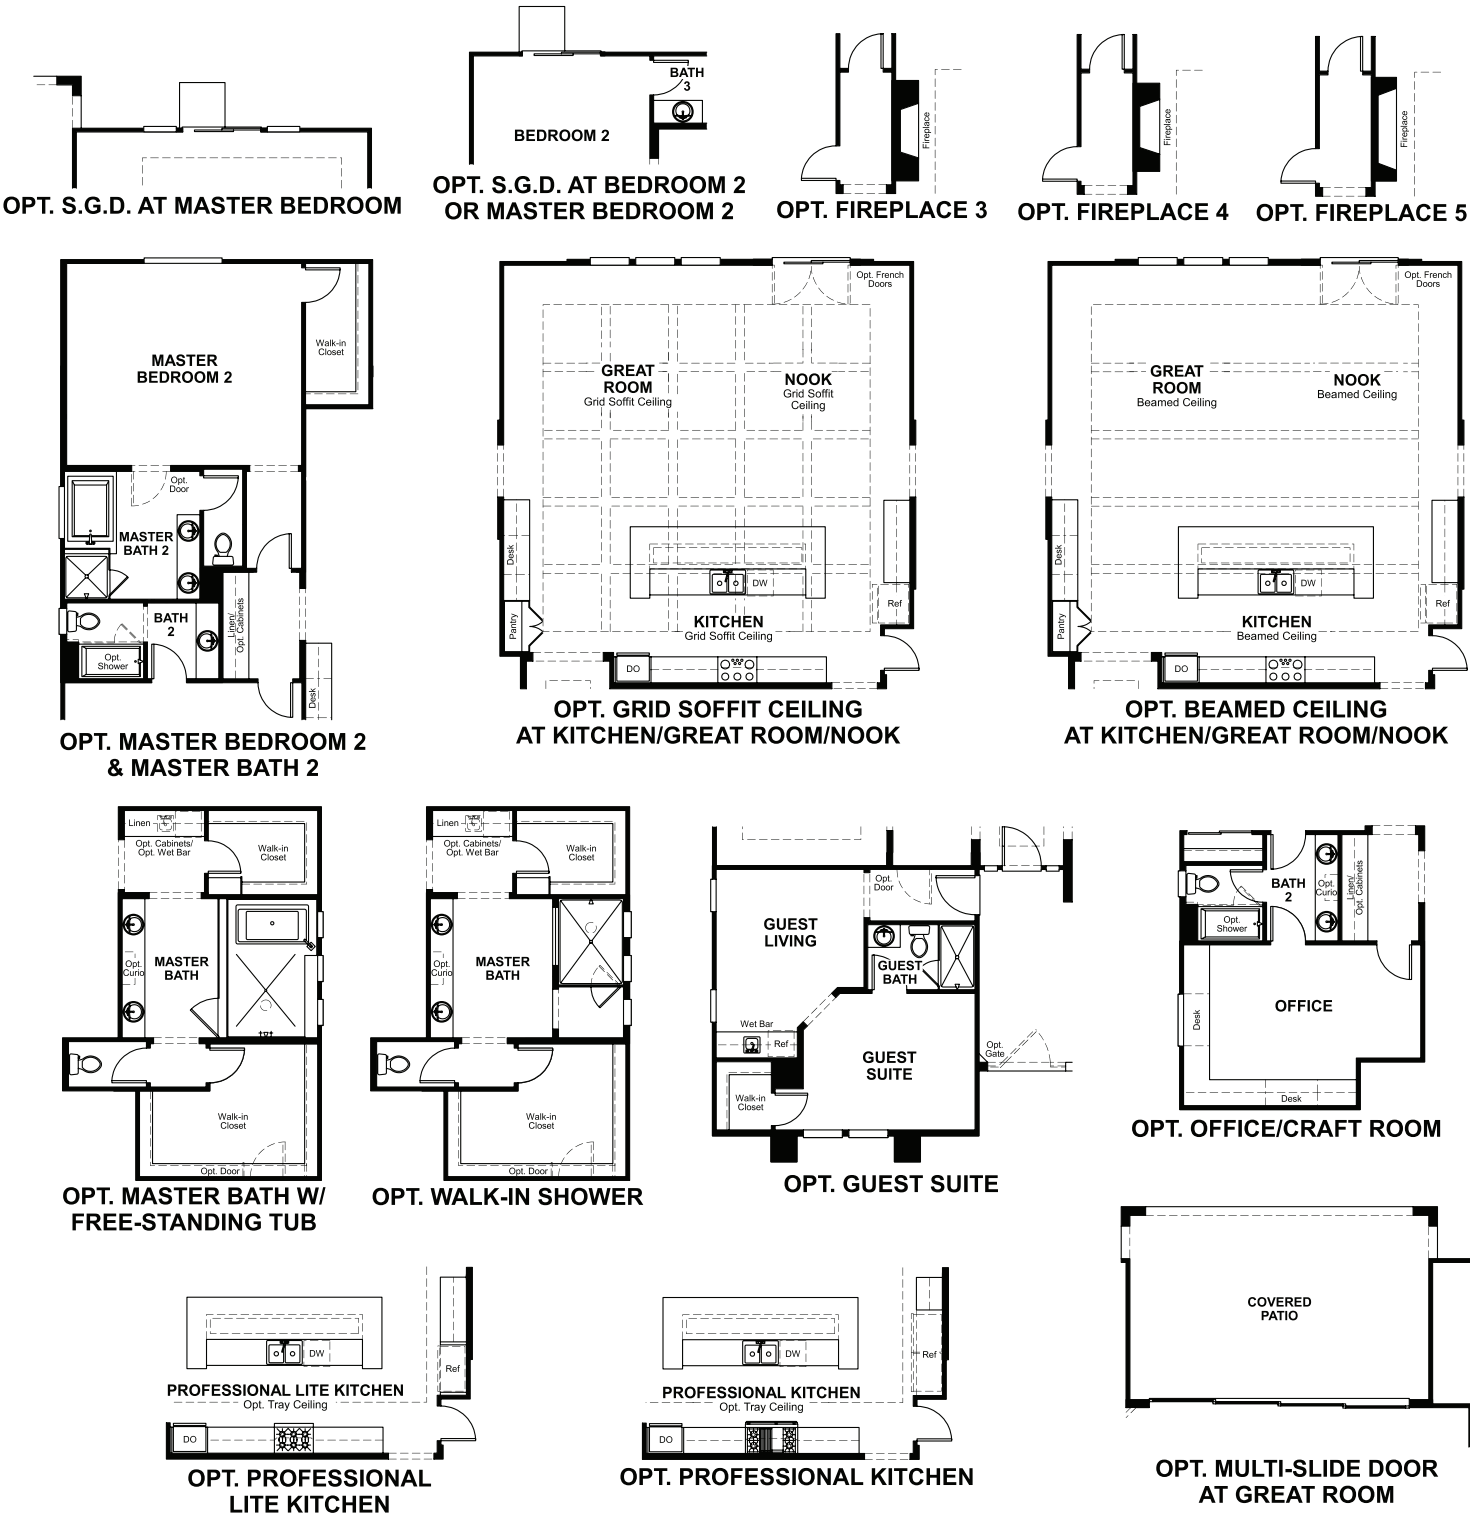 BATH
3
BEDROOM 2
Fireplace
Fireplace
Fireplace
OPT. S.G.D. AT MASTER BEDROOM
OPT. S.G.D. AT BEDROOM 2
OR MASTER BEDROOM 2
OPT. FIREPLACE 3
OPT. FIREPLACE 4
OPT. FIREPLACE 5
MASTER
BEDROOM 2
Walk-in
Closet
Opt.
Door
MASTER
BATH 2
BATH
2
Linen/
Opt. Cabinets
Opt.
Shower
Desk
OPT. MASTER BEDROOM 2
& MASTER BATH 2
Opt. French
Doors
GREAT
ROOM
Grid Soffit Ceiling
NOOK
Grid Soffit
Ceiling
Desk
DW
Ref
Pantry
KITCHEN
Grid Soffit Ceiling
DO
OPT. GRID SOFFIT CEILING
AT KITCHEN/GREAT ROOM/NOOK
Opt. French
Doors
GREAT
ROOM
Beamed Ceiling
NOOK
Beamed Ceiling
Desk
DW
Ref
Pantry
KITCHEN
Beamed Ceiling
DO
OPT. BEAMED CEILING
AT KITCHEN/GREAT ROOM/NOOK
Linen
Opt. Cabinets/
Opt. Wet Bar
Walk-in
Closet
Opt.
Curio
MASTER
BATH
Walk-in
Closet
Opt. Door
OPT. MASTER BATH W/
FREE-STANDING TUB
Linen
Opt. Cabinets/
Opt. Wet Bar
Walk-in
Closet
Opt.
Curio
MASTER
BATH
Walk-in
Closet
Opt. Door
OPT. WALK-IN SHOWER
Opt.
Door
GUEST
LIVING
GUEST
BATH
Wet Bar
Ref
GUEST
SUITE
Opt.
Gate
Walk-in
Closet
OPT. GUEST SUITE
BATH
2
Opt.
Curio
Linen/
Opt. Cabinets
Opt.
Shower
OFFICE
Desk
Desk
OPT. OFFICE/CRAFT ROOM
DW
Ref
PROFESSIONAL LITE KITCHEN
Opt. Tray Ceiling
DO
OPT. PROFESSIONAL
LITE KITCHEN
DW
Ref
PROFESSIONAL KITCHEN
Opt. Tray Ceiling
DO
OPT. PROFESSIONAL KITCHEN
COVERED
PATIO
OPT. MULTI-SLIDE DOOR
AT GREAT ROOM